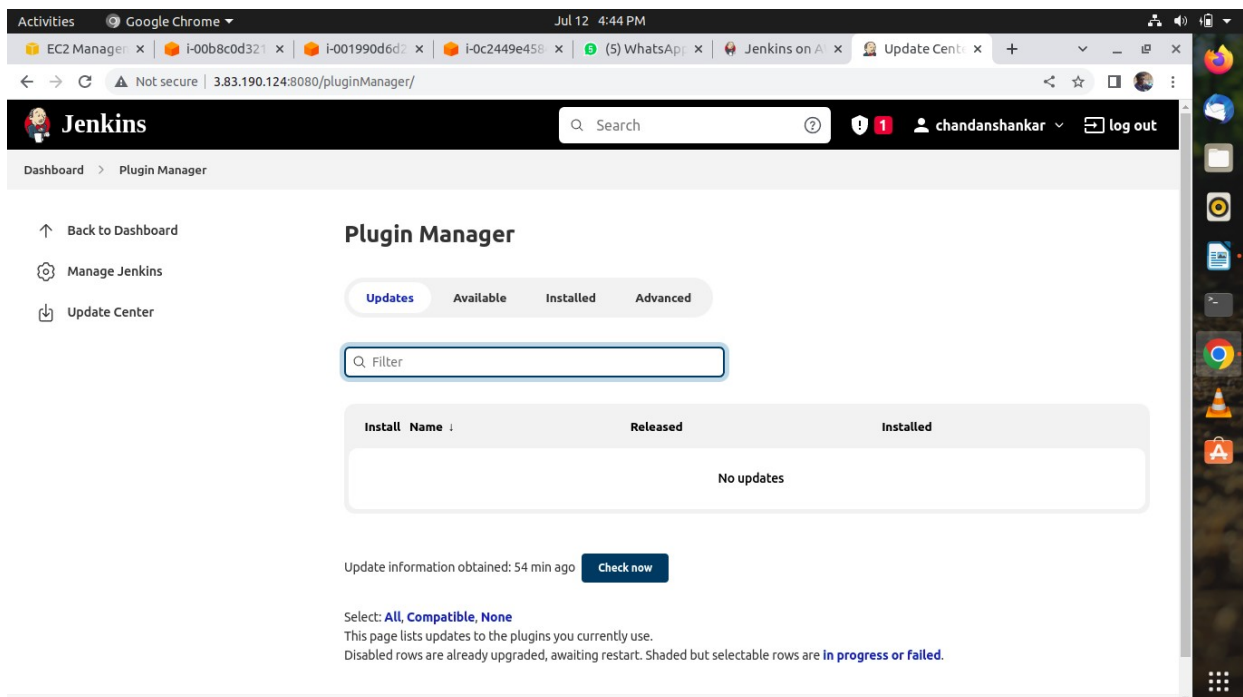 Activities Google Chrome Jul 12 4:44 PM
EC2 Managen i-00b8c0d321 i-001990d6d2 i-0c2449e458 (5) WhatsApp Jenkins on A Update Cente
Not secure 3.83.190.124:8080/pluginManager/
Jenkins Search 1 chandanshankar log out
Dashboard > Plugin Manager
Back to Dashboard
Manage Jenkins
Update Center
Plugin Manager
Updates Available Installed Advanced
Filter
Install Name ↓ Released Installed
No updates
Update information obtained: 54 min ago Check now
Select: All, Compatible, None
This page lists updates to the plugins you currently use.
Disabled rows are already upgraded, awaiting restart. Shaded but selectable rows are in progress or failed.